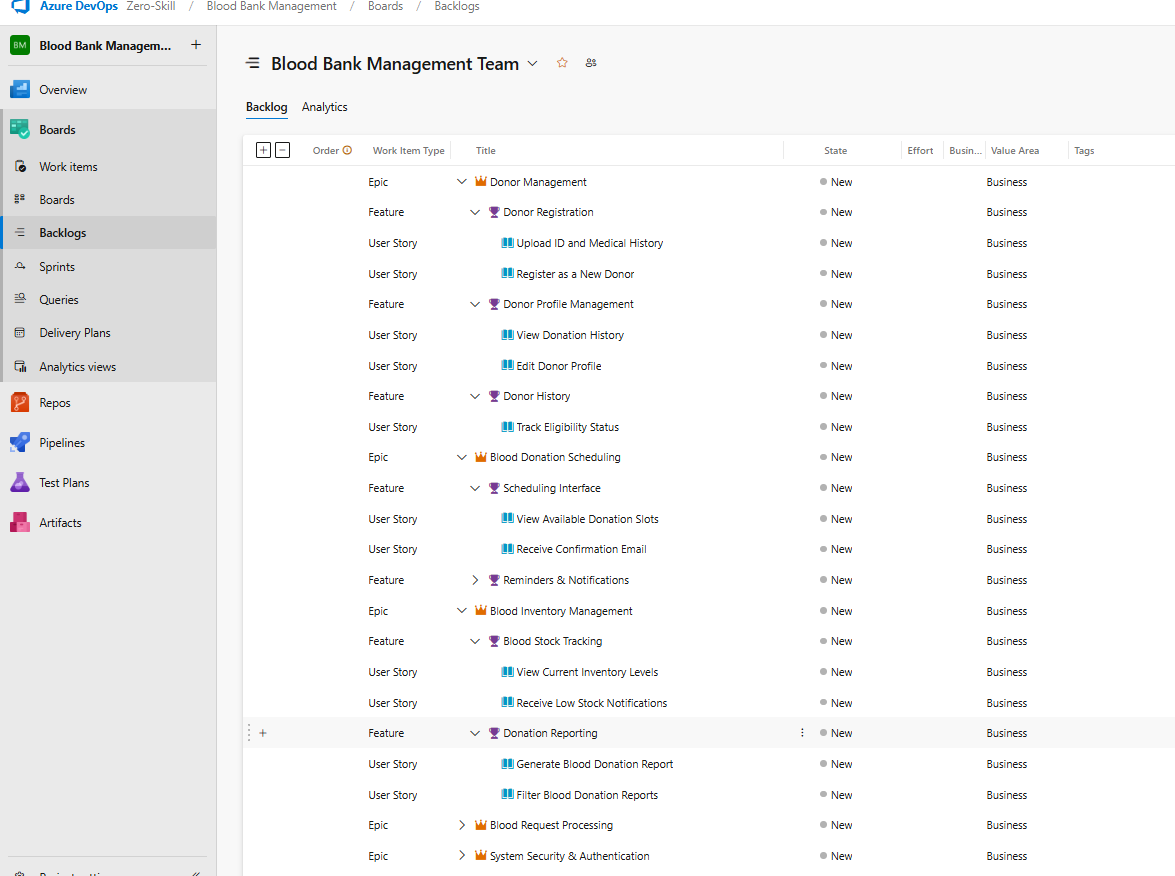 Azure DevOps Zero-Skill / Blood Bank Management / Boards / Backlogs
BM Blood Bank Managem... +
Overview
Boards
Work items
Boards
Backlogs
Sprints
Queries
Delivery Plans
Analytics views
Repos
Pipelines
Test Plans
Artifacts
Blood Bank Management Team
Backlog Analytics
Order Work Item Type Title State Effort Busin... Value Area Tags
Epic Donor Management New Business
Feature Donor Registration New Business
User Story Upload ID and Medical History New Business
User Story Register as a New Donor New Business
Feature Donor Profile Management New Business
User Story View Donation History New Business
User Story Edit Donor Profile New Business
Feature Donor History New Business
User Story Track Eligibility Status New Business
Epic Blood Donation Scheduling New Business
Feature Scheduling Interface New Business
User Story View Available Donation Slots New Business
User Story Receive Confirmation Email New Business
Feature Reminders & Notifications New Business
Epic Blood Inventory Management New Business
Feature Blood Stock Tracking New Business
User Story View Current Inventory Levels New Business
User Story Receive Low Stock Notifications New Business
+ Feature Donation Reporting New Business
User Story Generate Blood Donation Report New Business
User Story Filter Blood Donation Reports New Business
Epic Blood Request Processing New Business
Epic System Security & Authentication New Business